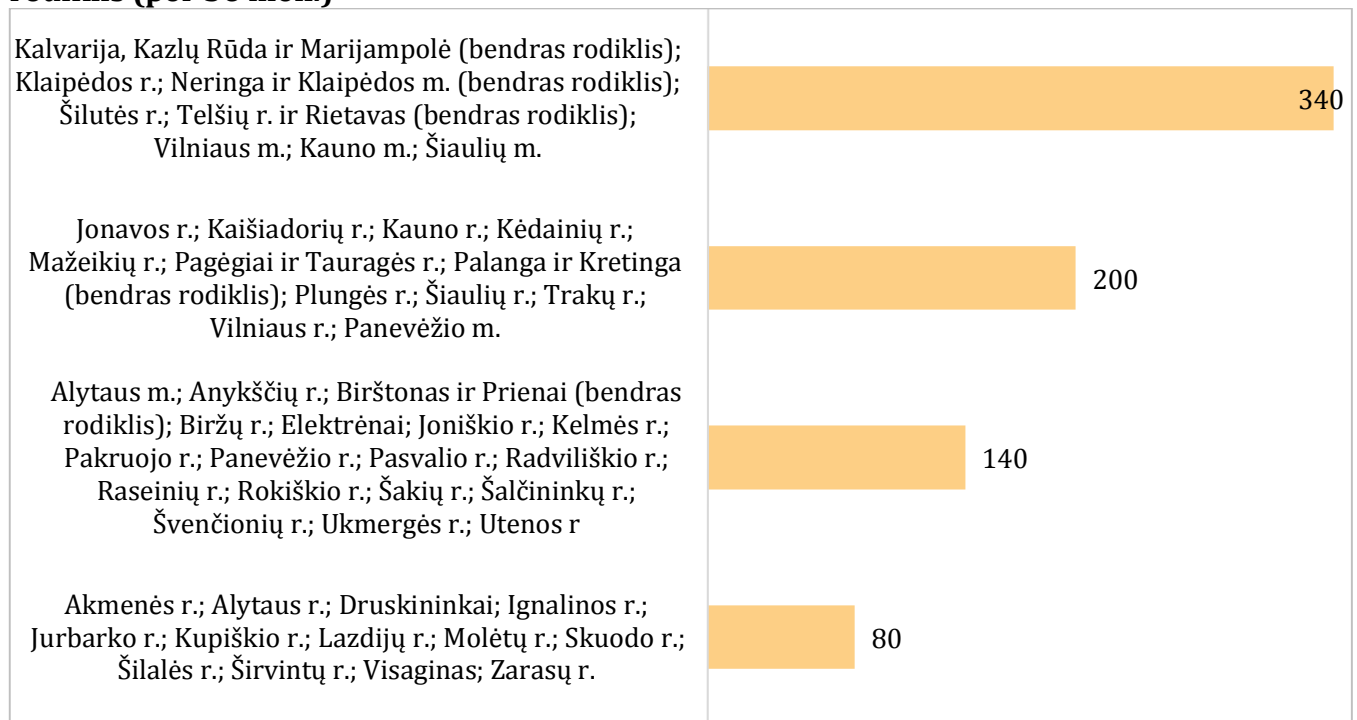 Kalvarija, Kazlų Rūda ir Marijampolė (bendras rodiklis);
Klaipėdos r.; Neringa ir Klaipėdos m. (bendras rodiklis);
Šilutės r.; Telšių r. ir Rietavas (bendras rodiklis);
Vilniaus m.; Kauno m.; Šiaulių m.
340
Jonavos r.; Kaišiadorių r.; Kauno r.; Kėdainių r.;
Mažeikių r.; Pagėgiai ir Tauragės r.; Palanga ir Kretinga
(bendras rodiklis); Plungės r.; Šiaulių r.; Trakų r.;
Vilniaus r.; Panevėžio m.
200
Alytaus m.; Anykščių r.; Birštonas ir Prienai (bendras
rodiklis); Biržų r.; Elektrėnai; Joniškio r.; Kelmės r.;
Pakruojo r.; Panevėžio r.; Pasvalio r.; Radviliškio r.;
Raseinių r.; Rokiškio r.; Šakių r.; Šalčininkų r.;
Švenčionių r.; Ukmergės r.; Utenos r
140
Akmenės r.; Alytaus r.; Druskininkai; Ignalinos r.;
Jurbarko r.; Kupiškio r.; Lazdijų r.; Molėtų r.; Skuodo r.;
Šilalės r.; Širvintų r.; Visaginas; Zarasų r.
80